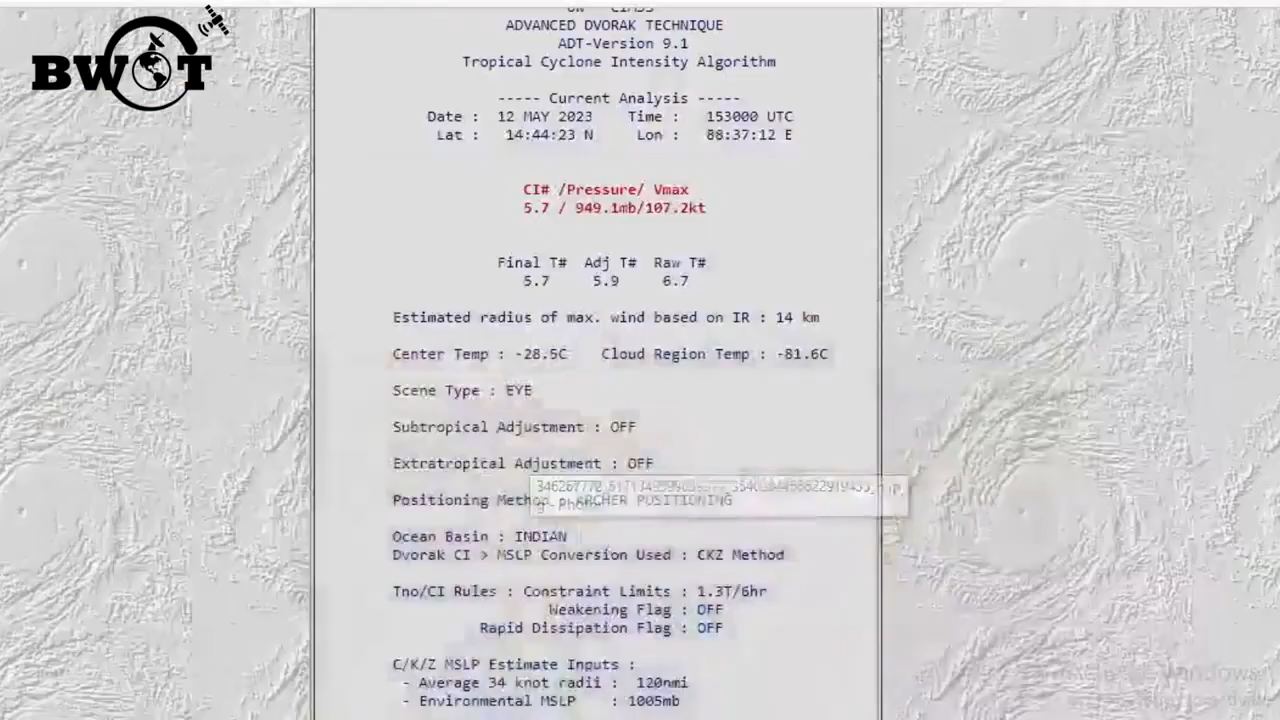 BWOT
ADVANCED DVORAK TECHNIQUE
ADT-Version 9.1
Tropical Cyclone Intensity Algorithm
----- Current Analysis -----
Date : 12 MAY 2023 Time : 153000 UTC
Lat : 14:44:23 N Lon : 88:37:12 E
CI# /Pressure/ Vmax
5.7 / 949.1mb/107.2kt
Final T# Adj T# Raw T#
5.7 5.9 6.7
Estimated radius of max. wind based on IR : 14 km
Center Temp : -28.5C Cloud Region Temp : -81.6C
Scene Type : EYE
Subtropical Adjustment : OFF
Extratropical Adjustment : OFF
Positioning Method : ARCHER POSITIONING
Ocean Basin : INDIAN
Dvorak CI > MSLP Conversion Used : CKZ Method
Tno/CI Rules : Constraint Limits : 1.3T/6hr
Weakening Flag : OFF
Rapid Dissipation Flag : OFF
C/K/Z MSLP Estimate Inputs :
- Average 34 knot radii : 120nmi
- Environmental MSLP : 1005mb